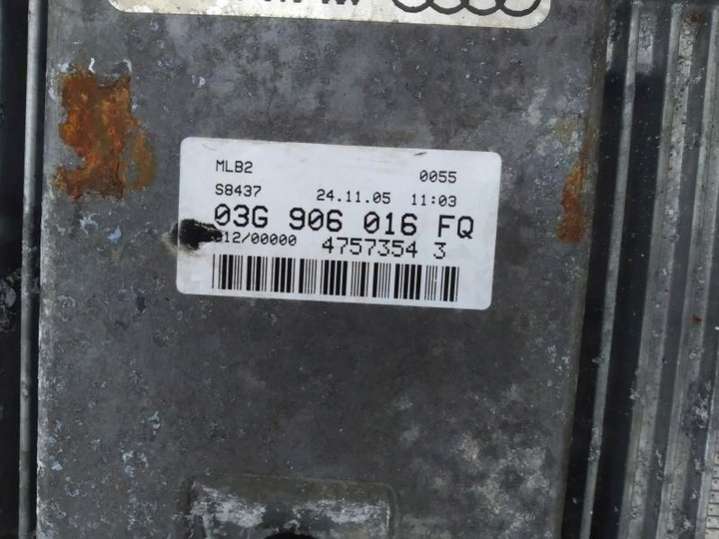 MLB2 0055
S8437 24.11.05 11:03
03G 906 016 FQ
012/00000 4757354 3